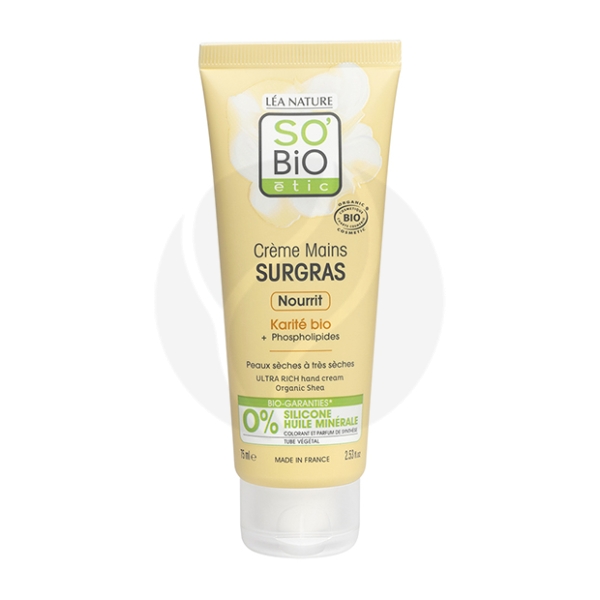 LÉA NATURE
SO'
BiO
étic
ORGANIC
COSMÉTIQUE
BIO
COSMETIC
Crème Mains
SURGRAS
Nourrit
Karité bio
+ Phospholipides
Peaux sèches à très sèches
ULTRA RICH hand cream
Organic Shea
BIO-GARANTIES*
0% SILICONE
HUILE MINÉRALE
COLORANT ET PARFUM DE SYNTHÈSE
TUBE VÉGÉTAL
75 ml e 2.53 fl.oz
MADE IN FRANCE